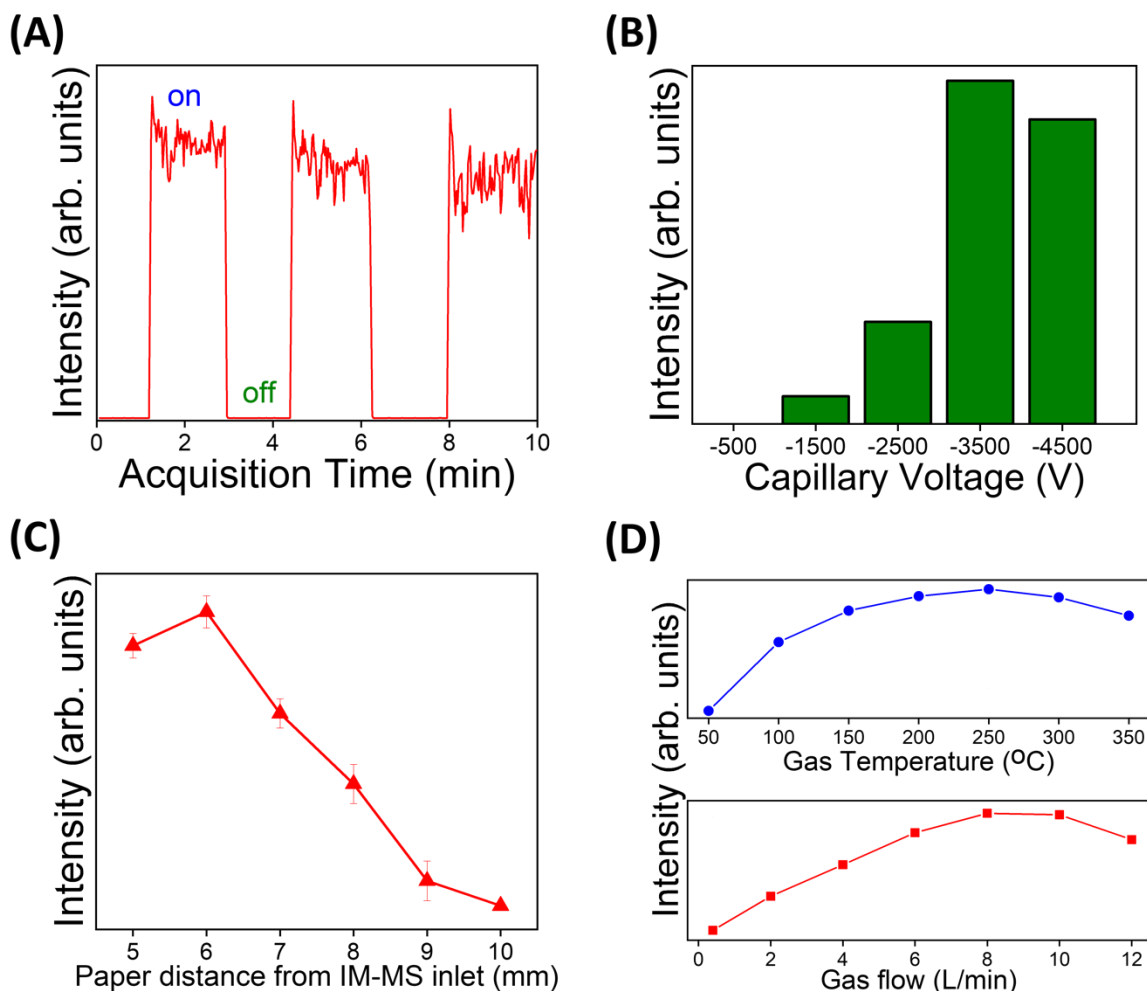 (A)
Intensity (arb. units)
on
off
0 2 4 6 8 10
Acquisition Time (min)
(B)
Intensity (arb. units)
-500 -1500 -2500 -3500 -4500
Capillary Voltage (V)
(C)
Intensity (arb. units)
5 6 7 8 9 10
Paper distance from IM-MS inlet (mm)
(D)
Intensity (arb. units)
50 100 150 200 250 300 350
Gas Temperature (ºC)
0 2 4 6 8 10 12
Gas flow (L/min)